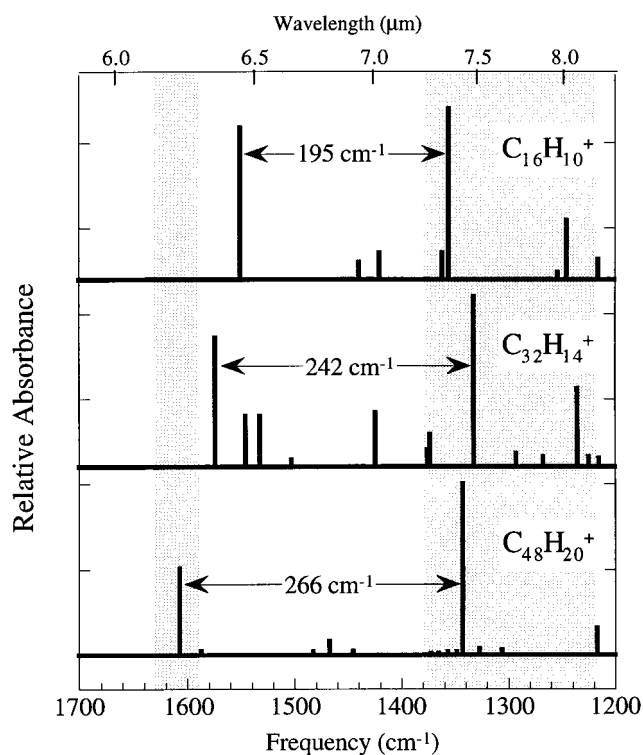 Wavelength (μm)
6.0 6.5 7.0 7.5 8.0
C₁₆H₁₀⁺
195 cm⁻¹
C₃₂H₁₄⁺
242 cm⁻¹
C₄₈H₂₀⁺
266 cm⁻¹
Relative Absorbance
1700 1600 1500 1400 1300 1200
Frequency (cm⁻¹)